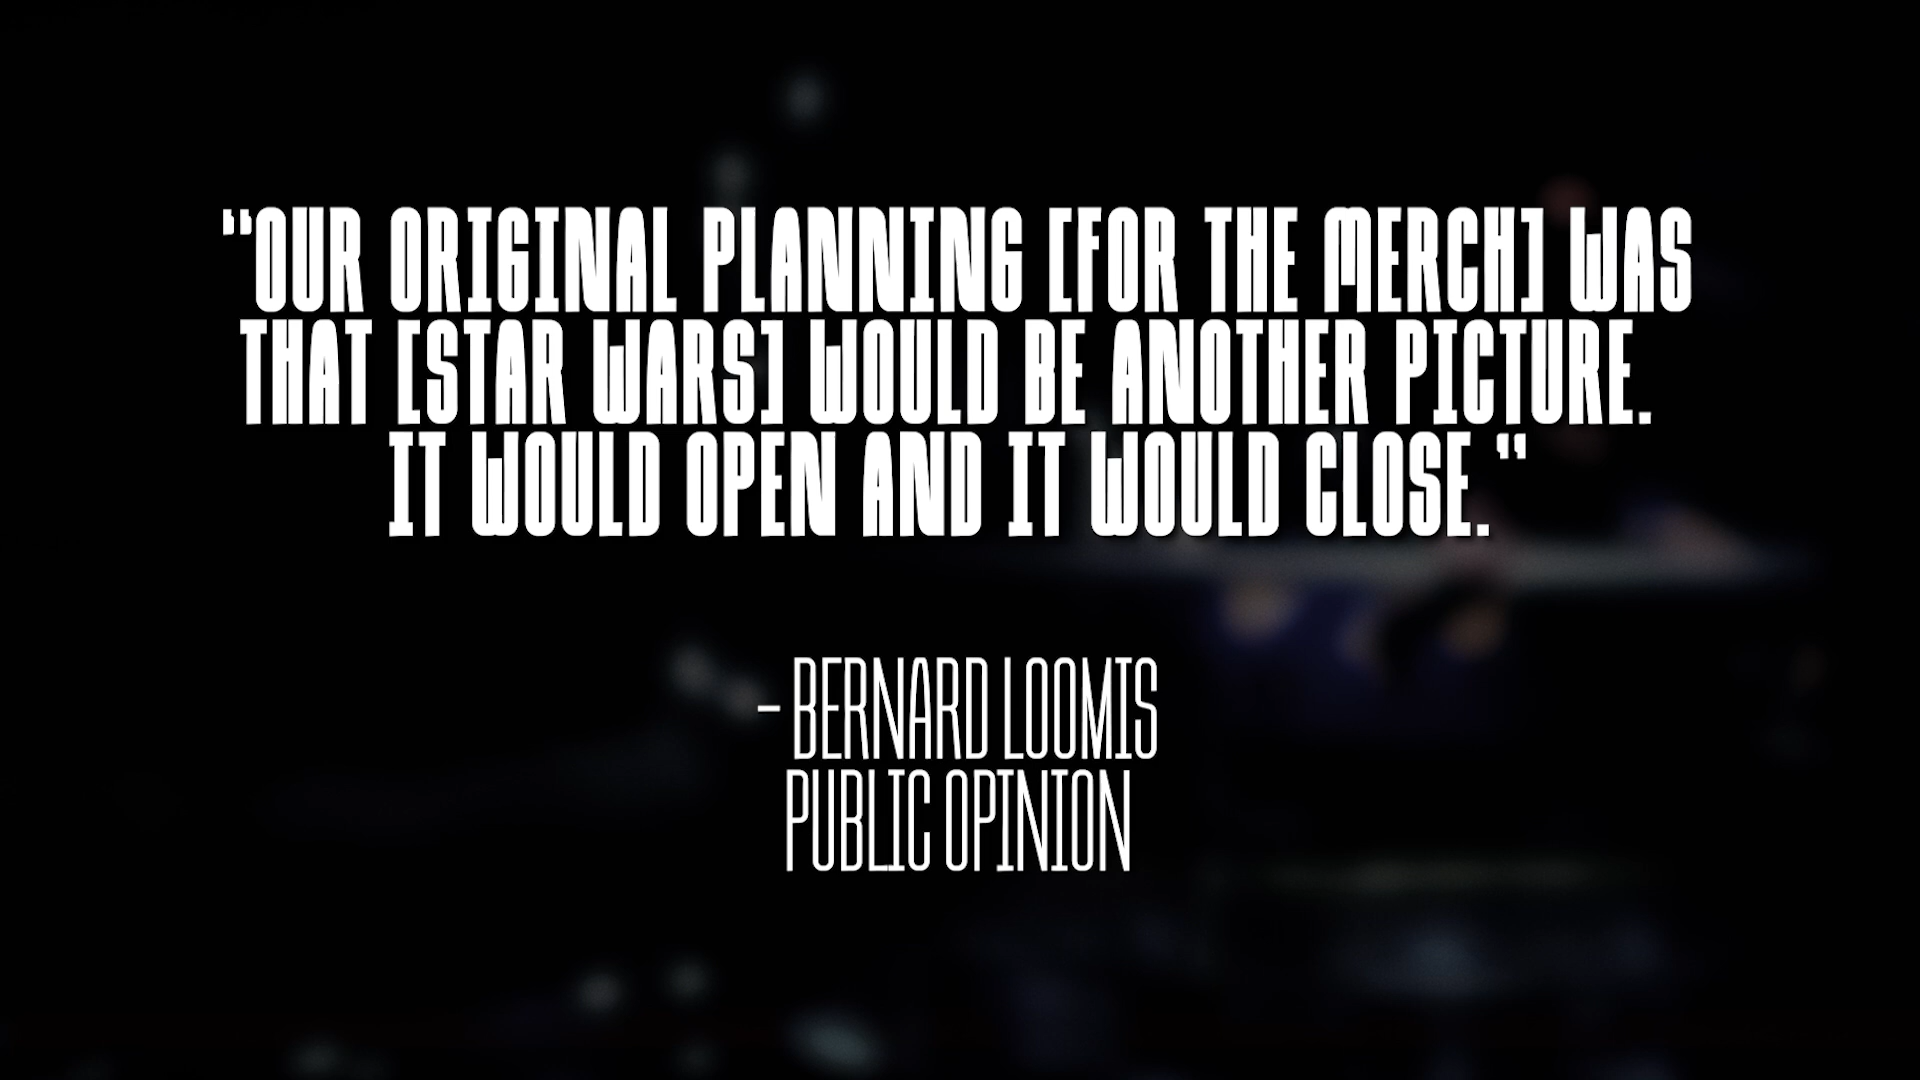 “OUR ORIGINAL PLANNING [FOR THE MERCH] WAS
THAT [STAR WARS] WOULD BE ANOTHER PICTURE.
IT WOULD OPEN AND IT WOULD CLOSE.“
- BERNARD LOOMIS
PUBLIC OPINION